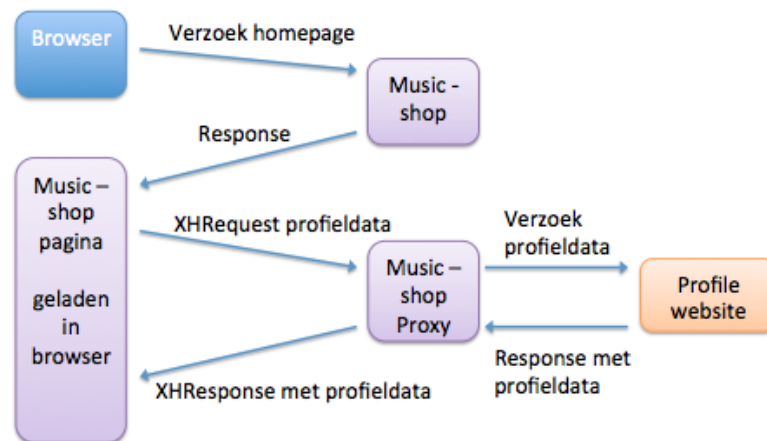 Browser
Verzoek homepage
Music -
shop
Response
Music –
shop
pagina
geladen
in
browser
XHRequest profieldata
Music –
shop
Proxy
Verzoek
profieldata
Profile
website
Response met
profieldata
XHResponse met profieldata